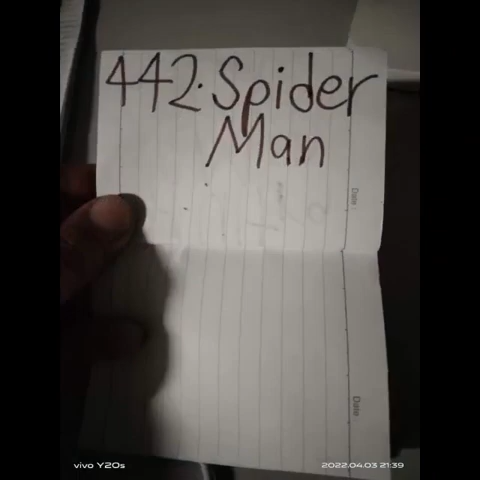 442. Spider
Man
Date :
Date
vivo Y20s
2022.04.03 21:39